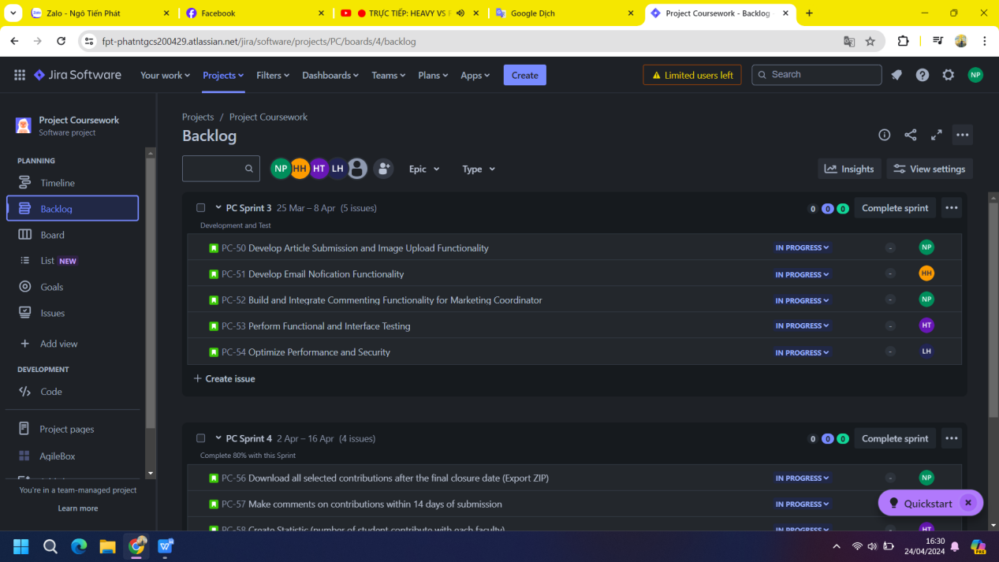 Zalo - Ngô Tiến Phát
Facebook
TRỰC TIẾP: HEAVY VS F
Google Dịch
Project Coursework - Backlog
fpt-phatntgcs200429.atlassian.net/jira/software/projects/PC/boards/4/backlog
Jira Software
Your work
Projects
Filters
Dashboards
Teams
Plans
Apps
Create
Limited users left
Search
NP
Project Coursework
Software project
PLANNING
Timeline
Backlog
Board
List NEW
Goals
Issues
Add view
DEVELOPMENT
Code
Project pages
AgileBox
You're in a team-managed project
Learn more
Projects / Project Coursework
Backlog
NP HH HT LH
Epic
Type
Insights
View settings
PC Sprint 3 25 Mar – 8 Apr (5 issues)
0 0 0 Complete sprint
Development and Test
PC-50 Develop Article Submission and Image Upload Functionality IN PROGRESS - NP
PC-51 Develop Email Nofication Functionality IN PROGRESS - HH
PC-52 Build and Integrate Commenting Functionality for Marketing Coordinator IN PROGRESS - NP
PC-53 Perform Functional and Interface Testing IN PROGRESS - HT
PC-54 Optimize Performance and Security IN PROGRESS - LH
+ Create issue
PC Sprint 4 2 Apr – 16 Apr (4 issues)
0 0 0 Complete sprint
Complete 80% with this Sprint
PC-56 Download all selected contributions after the final closure date (Export ZIP) IN PROGRESS - NP
PC-57 Make comments on contributions within 14 days of submission IN PROGRESS
PC-58 Create Statistic (number of student contribute with each faculty) IN PROGRESS HT
Quickstart
16:30
24/04/2024
PRE